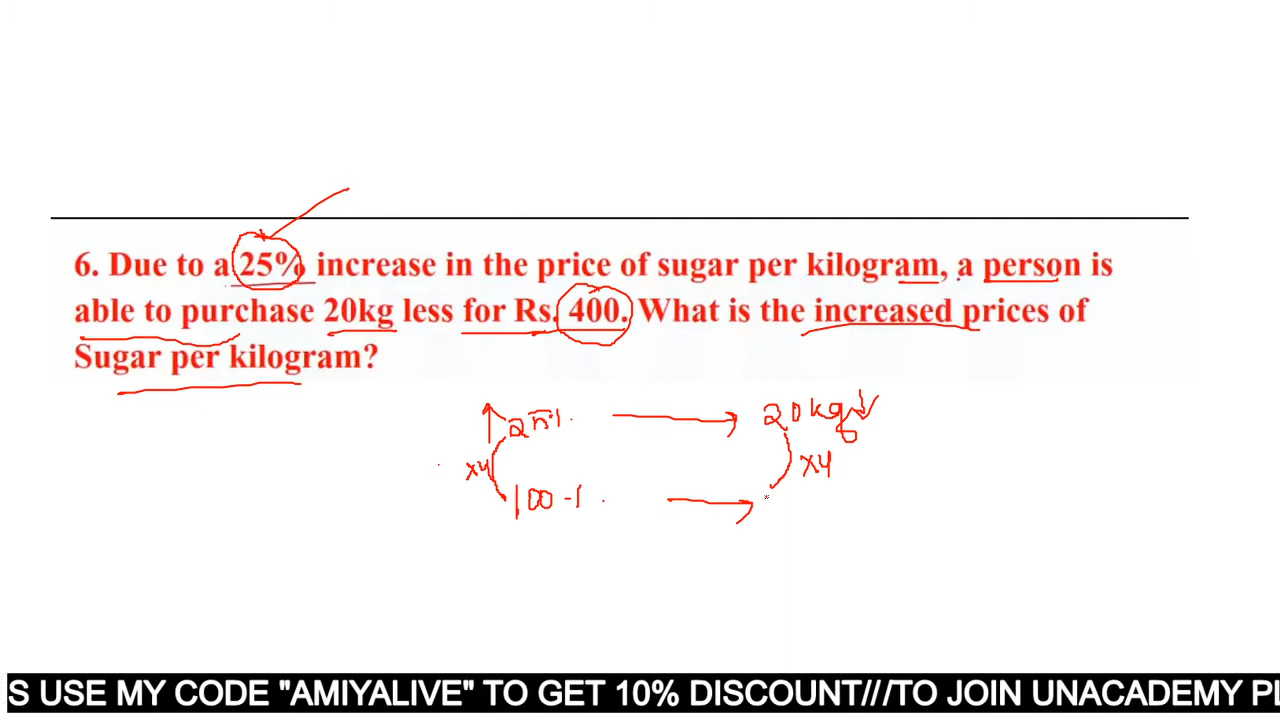 6. Due to a 25% increase in the price of sugar per kilogram, a person is
able to purchase 20kg less for Rs. 400. What is the increased prices of
Sugar per kilogram?
25% 20kg
x4 x4
100%
S USE MY CODE "AMIYALIVE" TO GET 10% DISCOUNT///TO JOIN UNACADEMY